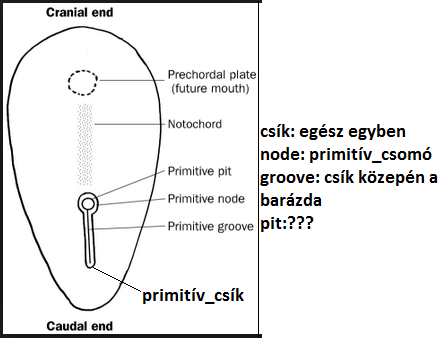 Cranial end
Prechordal plate
(future mouth)
Notochord
Primitive pit
Primitive node
Primitive groove
primitív_csík
Caudal end
csík: egész egyben
node: primitív_csomó
groove: csík közepén a
barázda
pit:???